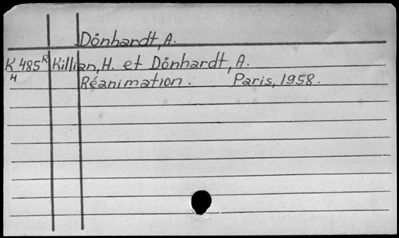 Dönhardt, A.
K 485 R Killian, H. et Dönhardt, A.
H Réanimation. Paris, 1958.